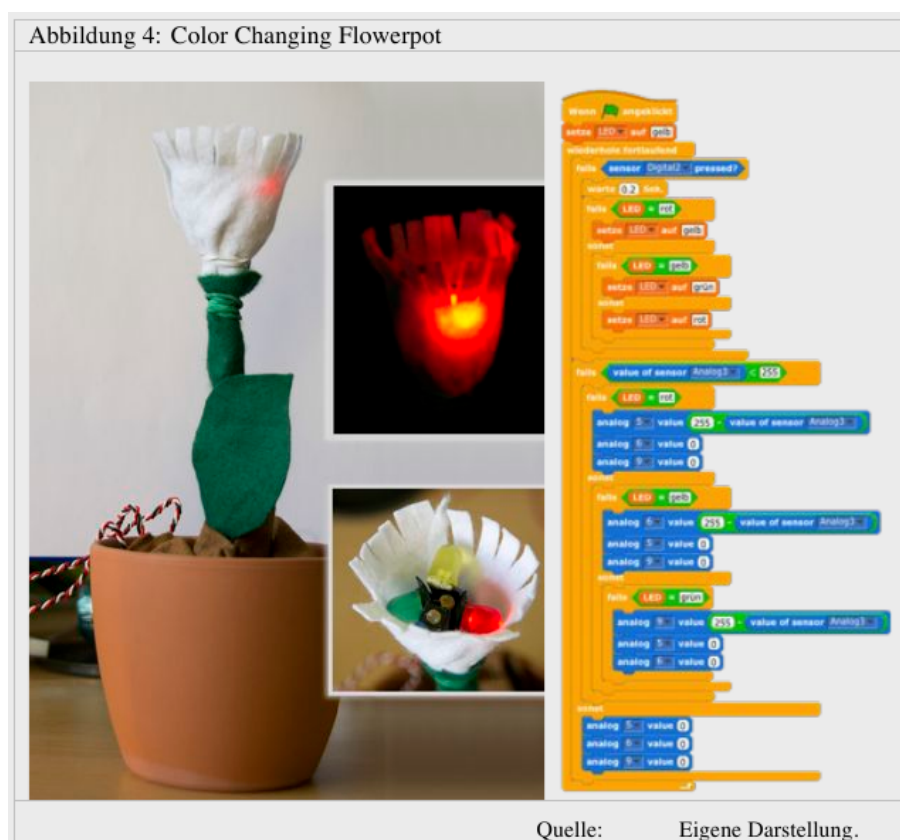 Abbildung 4: Color Changing Flowerpot
Wenn angeklickt
setze LED auf gelb
wiederhole fortlaufend
falls sensor Digital2 pressed?
warte 0.2 Sek.
falls LED = rot
setze LED auf gelb
sonst
falls LED = gelb
setze LED auf grün
sonst
setze LED auf rot
falls value of sensor Analog3 < 255
falls LED = rot
analog 5 value 255 - value of sensor Analog3
analog 6 value 0
analog 9 value 0
sonst
falls LED = gelb
analog 6 value 255 - value of sensor Analog3
analog 5 value 0
analog 9 value 0
sonst
falls LED = grün
analog 9 value 255 - value of sensor Analog3
analog 5 value 0
analog 6 value 0
sonst
analog 5 value 0
analog 6 value 0
analog 9 value 0
Quelle: Eigene Darstellung.